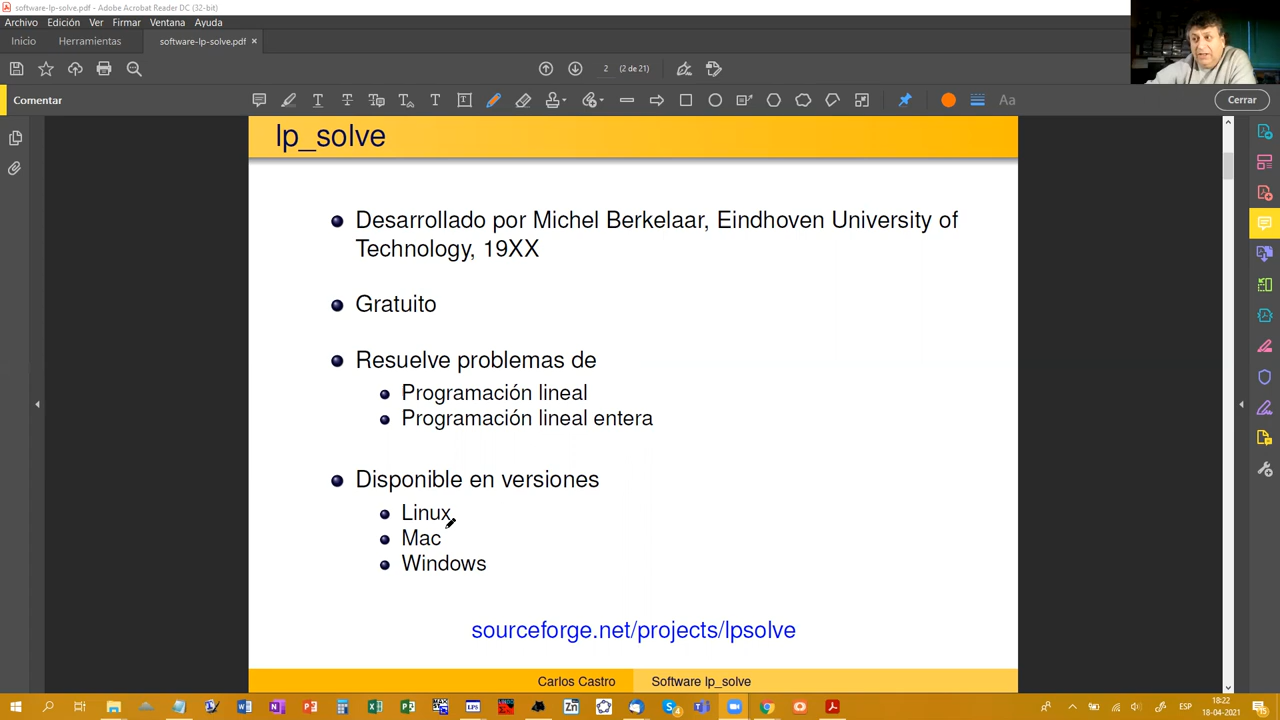 software-lp-solve.pdf - Adobe Acrobat Reader DC (32-bit)
Archivo Edición Ver Firmar Ventana Ayuda
Inicio Herramientas software-lp-solve.pdf ×
2 (2 de 21)
Comentar
Aa
Cerrar
lp_solve
Desarrollado por Michel Berkelaar, Eindhoven University of
Technology, 19XX
Gratuito
Resuelve problemas de
Programación lineal
Programación lineal entera
Disponible en versiones
Linux
Mac
Windows
sourceforge.net/projects/lpsolve
Carlos Castro Software lp_solve
ESP
18:22
18-04-2021